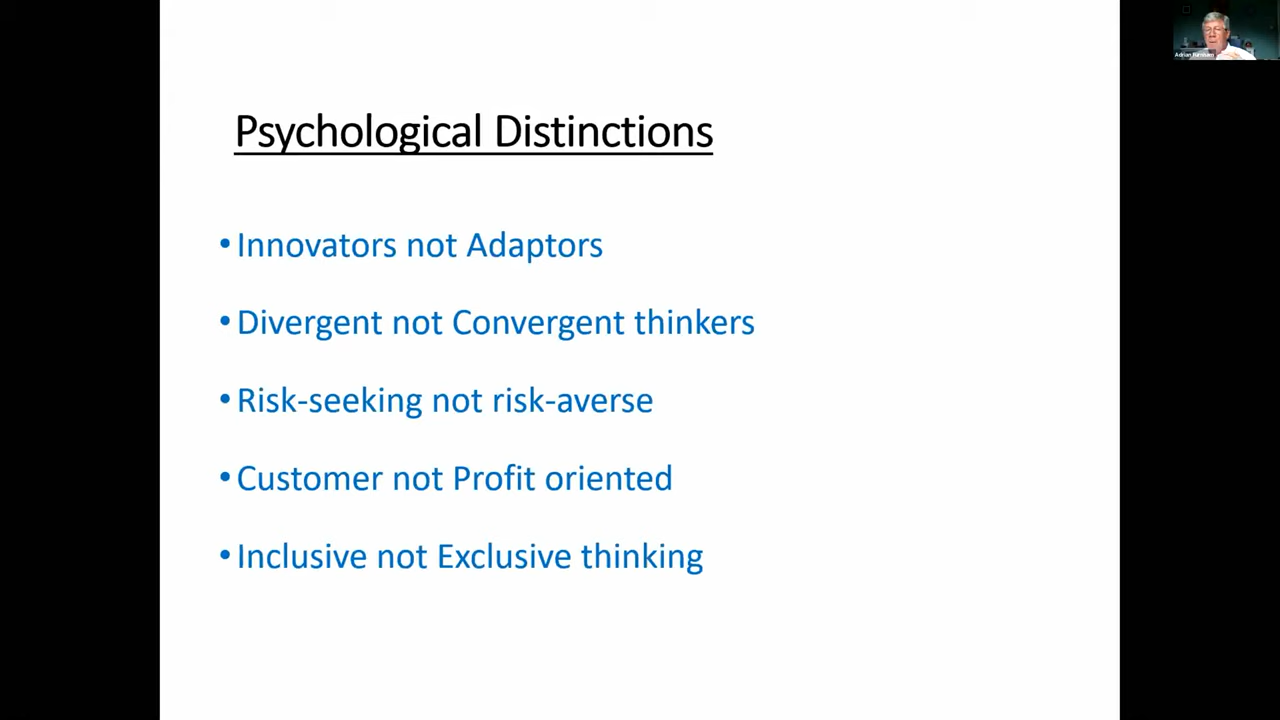 Psychological Distinctions
• Innovators not Adaptors
• Divergent not Convergent thinkers
• Risk-seeking not risk-averse
• Customer not Profit oriented
• Inclusive not Exclusive thinking
Adrian